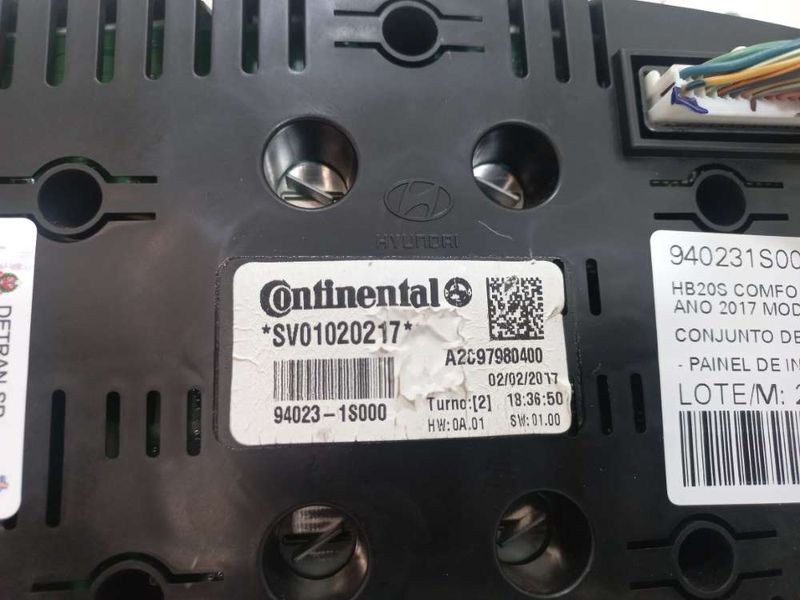 HYUNDAI
Continental
*SV01020217*
A2C97980400
02/02/2017
94023-1S000
Turno:[2] 18:36:50
HW:0A.01 SW:01.00
DETRAN.SP
940231S00
HB20S COMFO
ANO 2017 MOD
CONJUNTO DE
- PAINEL DE IN
LOTE/M: 2